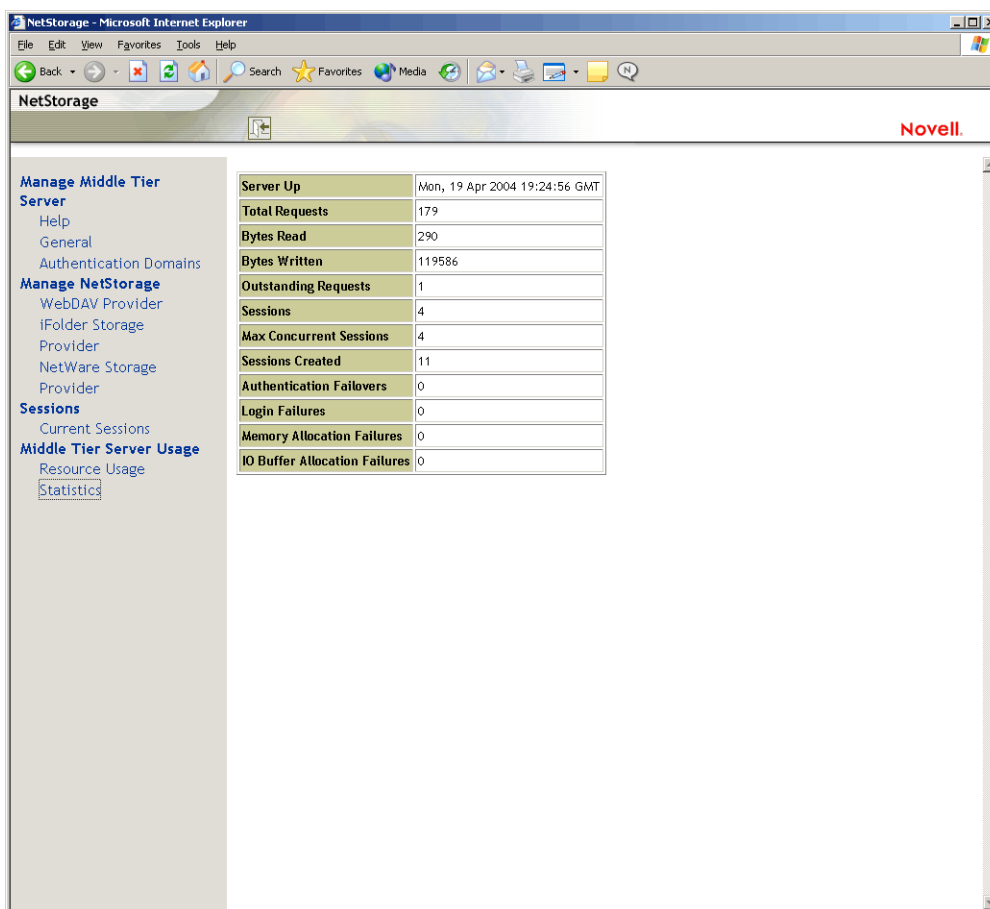 NetStorage - Microsoft Internet Explorer
File Edit View Favorites Tools Help
Back Search Favorites Media N
NetStorage
Novell.
Manage Middle Tier
Server
Help
General
Authentication Domains
Manage NetStorage
WebDAV Provider
iFolder Storage
Provider
NetWare Storage
Provider
Sessions
Current Sessions
Middle Tier Server Usage
Resource Usage
Statistics
Server Up Mon, 19 Apr 2004 19:24:56 GMT
Total Requests 179
Bytes Read 290
Bytes Written 119586
Outstanding Requests 1
Sessions 4
Max Concurrent Sessions 4
Sessions Created 11
Authentication Failovers 0
Login Failures 0
Memory Allocation Failures 0
IO Buffer Allocation Failures 0